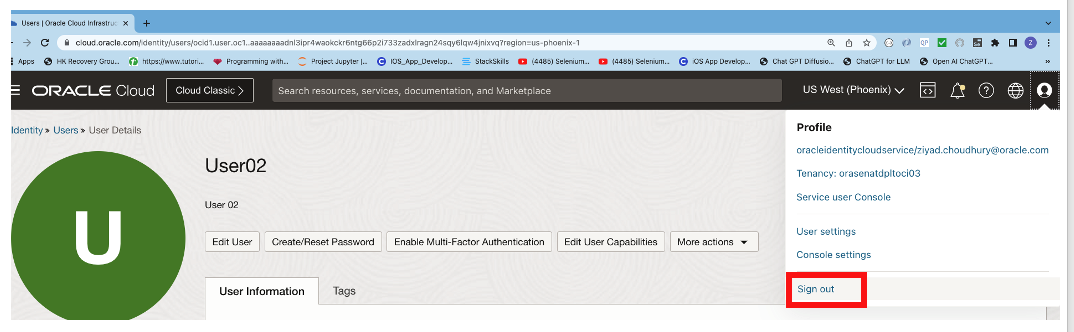 Users | Oracle Cloud Infrastruc
cloud.oracle.com/identity/users/ocid1.user.oc1..aaaaaaaadnl3ipr4waokckr6ntg66p2i733zadxlragn24sqy6lqw4jnixvq?region=us-phoenix-1
Apps HK Recovery Grou... https://www.tutori... Programming with... Project Jupyter |... iOS_App_Develop... StackSkills (4485) Selenium... (4485) Selenium... iOS App Develop... Chat GPT Diffusio... ChatGPT for LLM Open AI ChatGPT...
ORACLE Cloud Cloud Classic > Search resources, services, documentation, and Marketplace US West (Phoenix)
Identity » Users » User Details
Profile
oracleidentitycloudservice/ziyad.choudhury@oracle.com
Tenancy: orasenatdpltoci03
Service user Console
User settings
Console settings
Sign out
U
User02
User 02
Edit User Create/Reset Password Enable Multi-Factor Authentication Edit User Capabilities More actions
User Information Tags